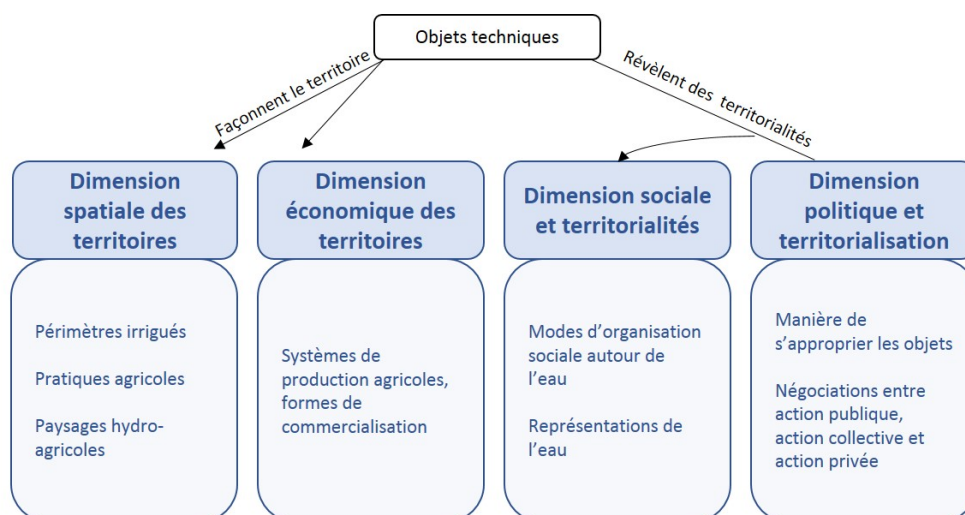 Objets techniques
Façonnent le territoire
Révèlent des territorialités
Dimension
spatiale des
territoires
Périmètres irrigués
Pratiques agricoles
Paysages hydro-
agricoles
Dimension
économique des
territoires
Systèmes de
production agricoles,
formes de
commercialisation
Dimension sociale
et territorialités
Modes d’organisation
sociale autour de
l’eau
Représentations de
l’eau
Dimension
politique et
territorialisation
Manière de
s’approprier les objets
Négociations entre
action publique,
action collective et
action privée